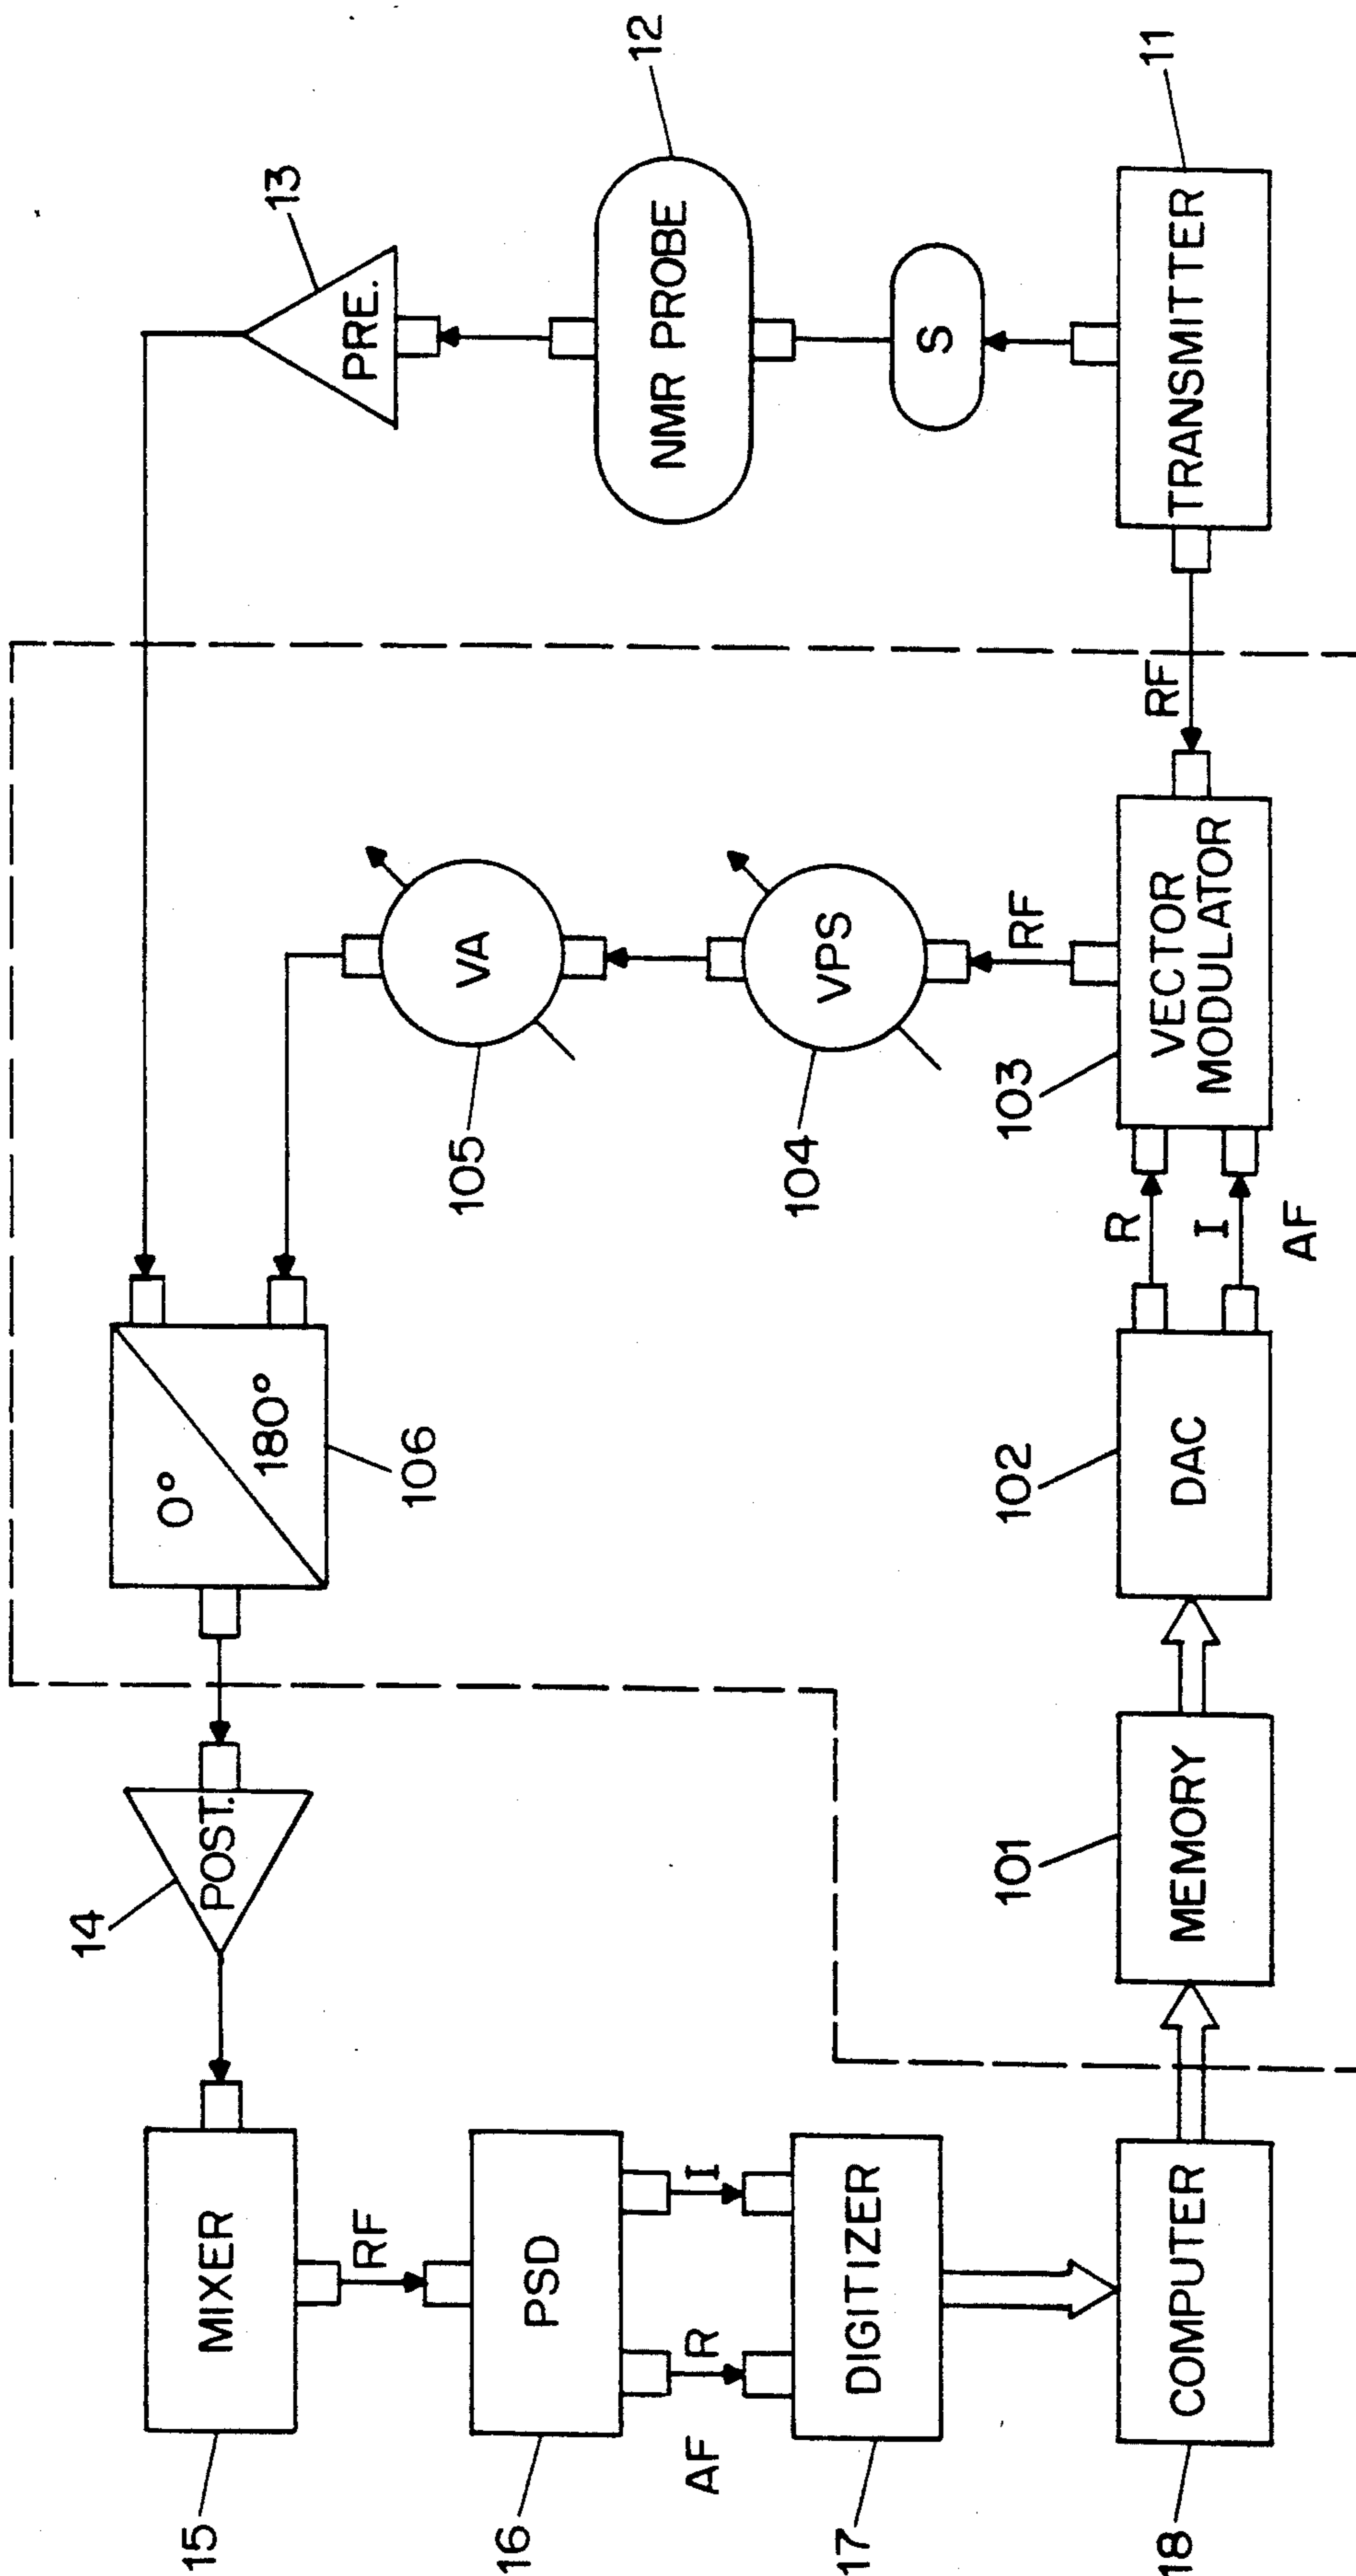 15
MIXER
RF
16
PSD
AF
R
I
17
DIGITIZER
18
COMPUTER
14
POST.
0°
180°
106
101
MEMORY
102
DAC
R
I
AF
105
VA
104
VPS
RF
103
VECTOR
MODULATOR
RF
13
PRE.
12
NMR PROBE
S
11
TRANSMITTER